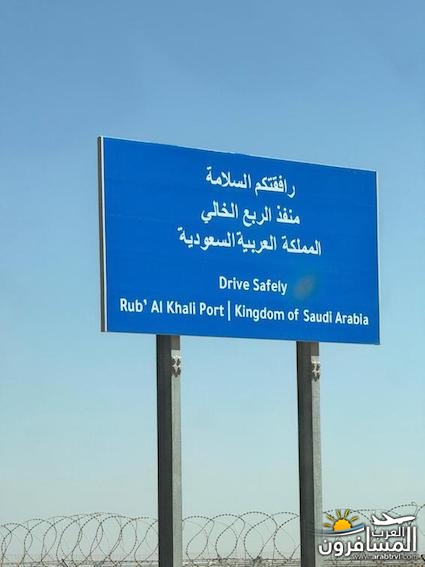 رافقتكم السلامة
منفذ الربع الخالي
المملكة العربية السعودية
Drive Safely
Rub' Al Khali Port | Kingdom of Saudi Arabia
العرب
المسافرون
www.arabtrvl.com